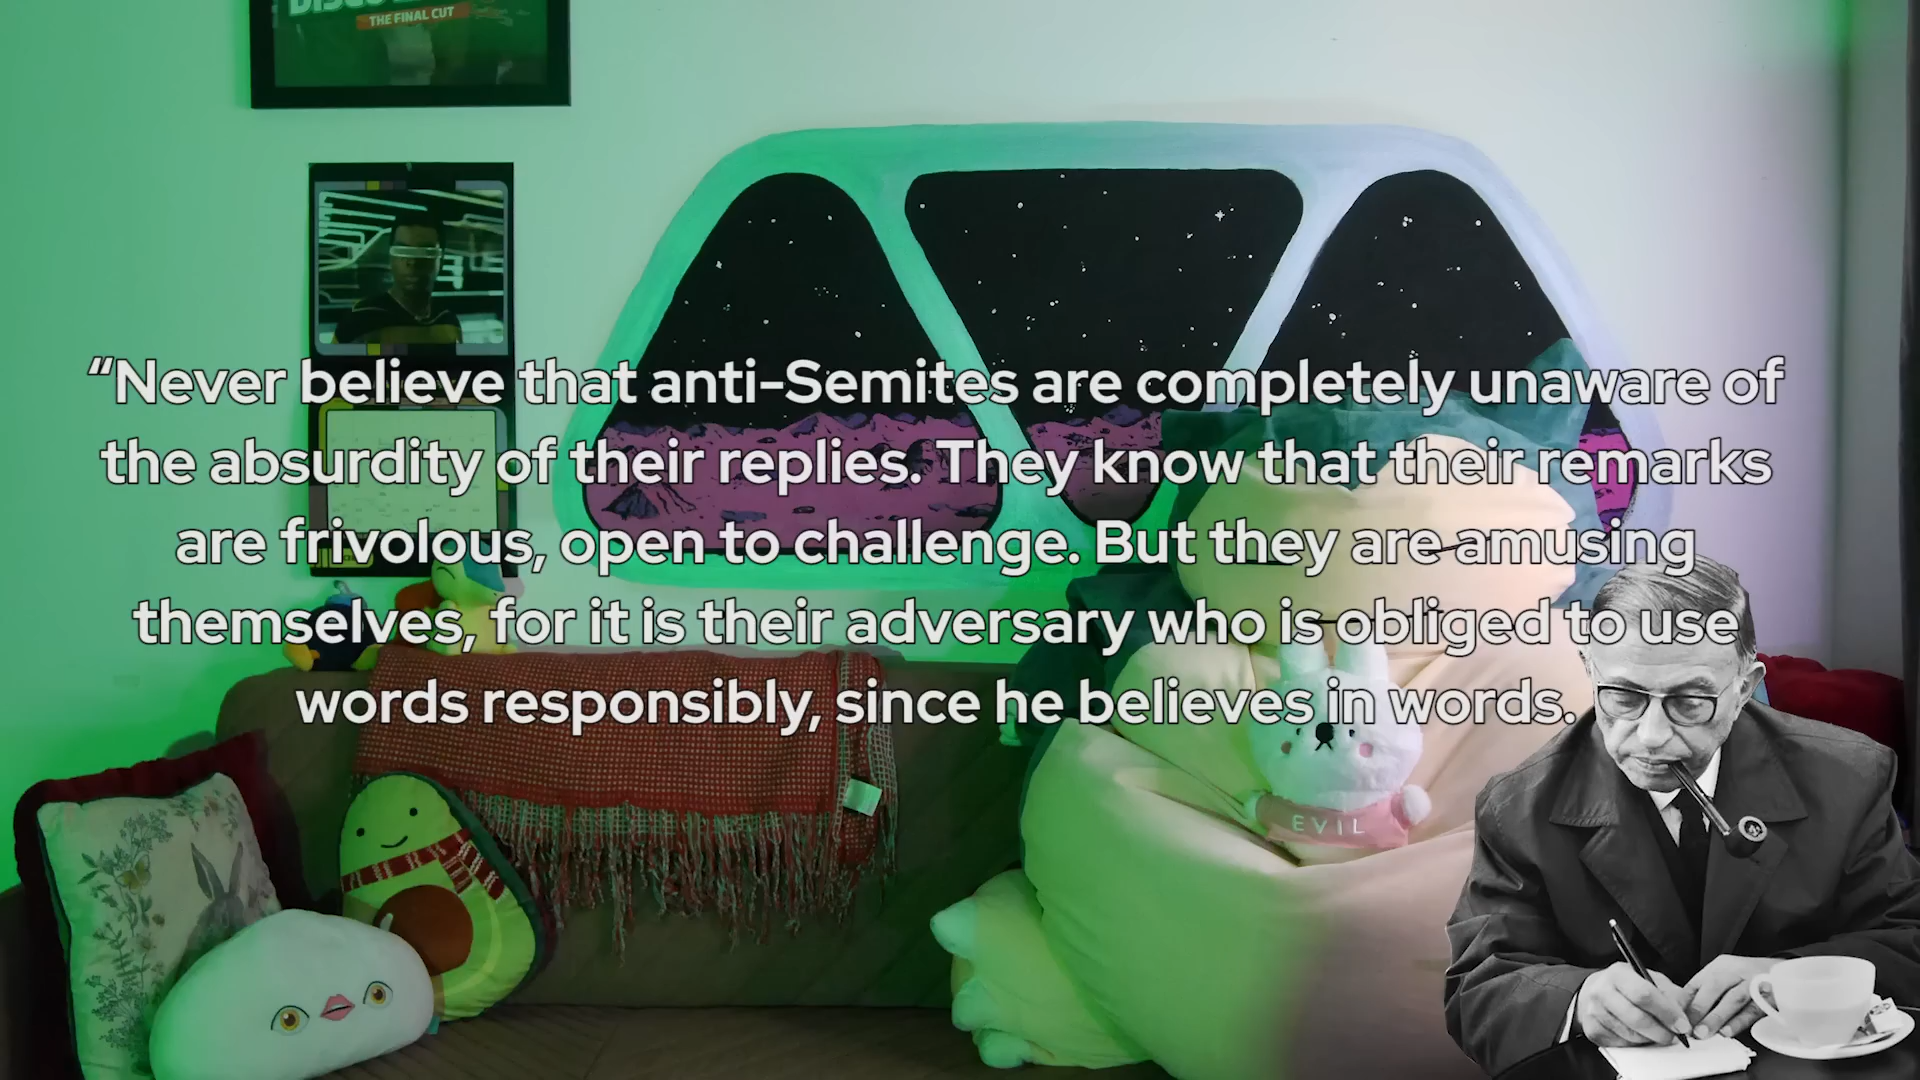 THE FINAL CUT
“Never believe that anti-Semites are completely unaware of
the absurdity of their replies. They know that their remarks
are frivolous, open to challenge. But they are amusing
themselves, for it is their adversary who is obliged to use
words responsibly, since he believes in words.
EVIL